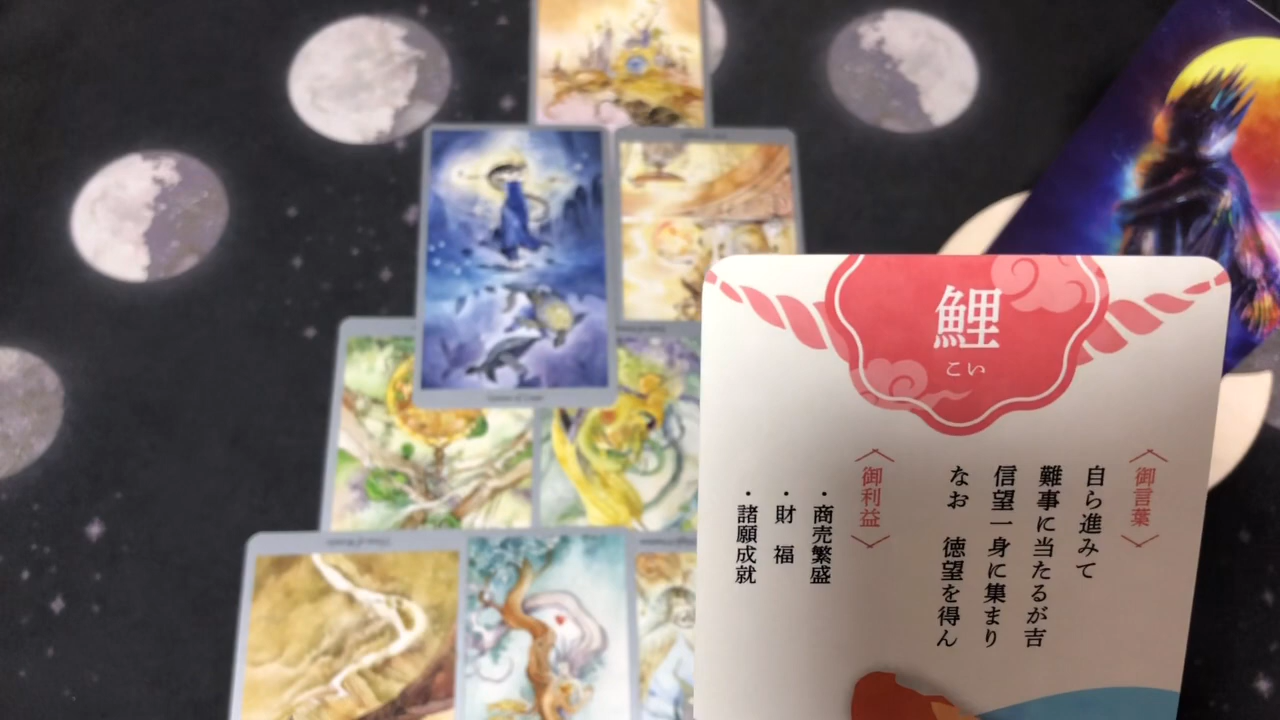 鯉
こい
〈御言葉〉
自ら進みて
難事に当たるが吉
信望一身に集まり
なお　徳望を得ん
〈御利益〉
・商売繁盛
・財　福
・諸願成就